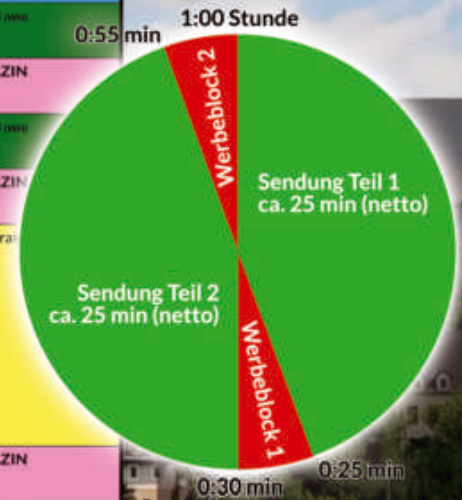 1:00 Stunde
0:55 min
Werbeblock 2
Sendung Teil 1
ca. 25 min (netto)
Sendung Teil 2
ca. 25 min (netto)
Werbeblock 1
0:25 min
0:30 min
AZIN
ZIN
ZIN